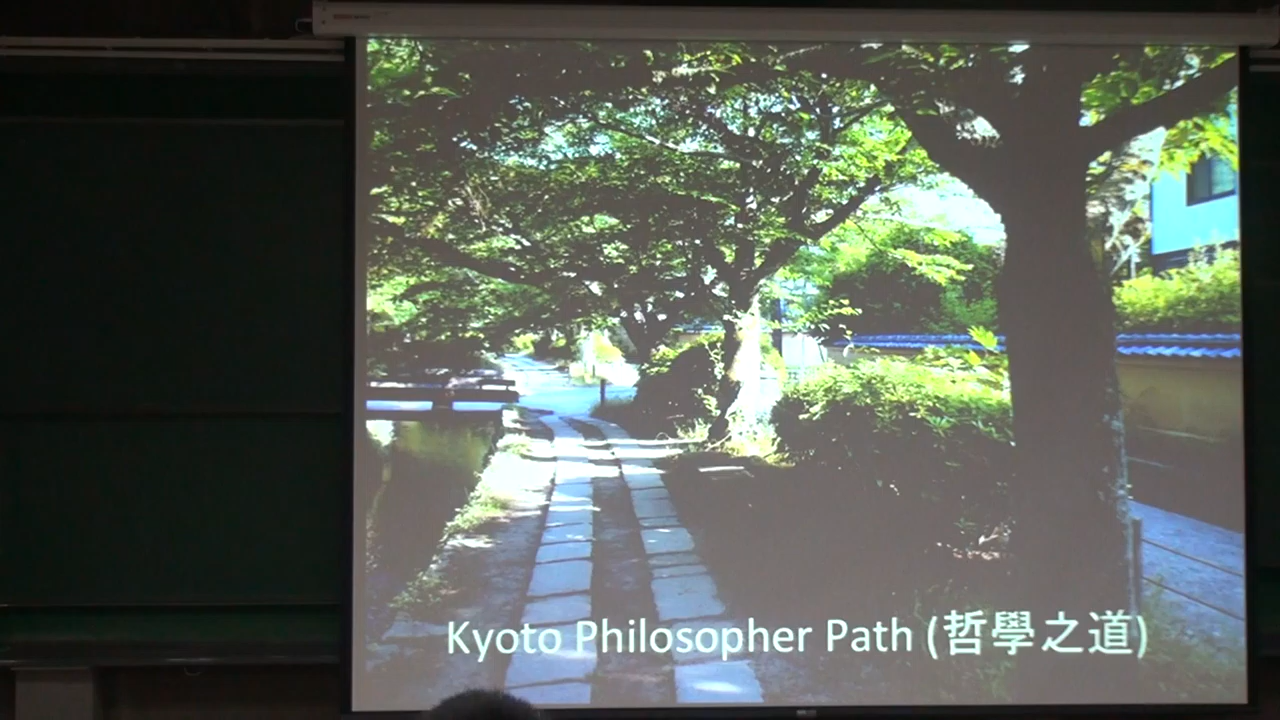 Kyoto Philosopher Path (哲學之道)